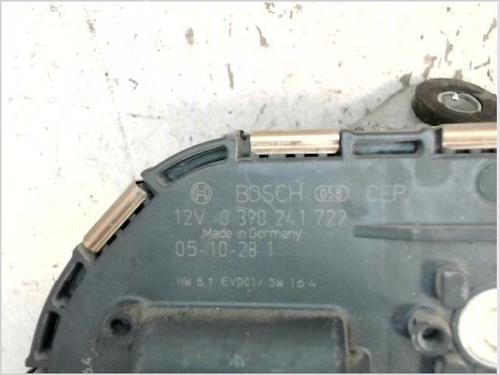 BOSCH 058 CEP
12V 0 390 241 722
Made in Germany
05-10-28 1
HW 8.1 EVD01/ SW 16.4